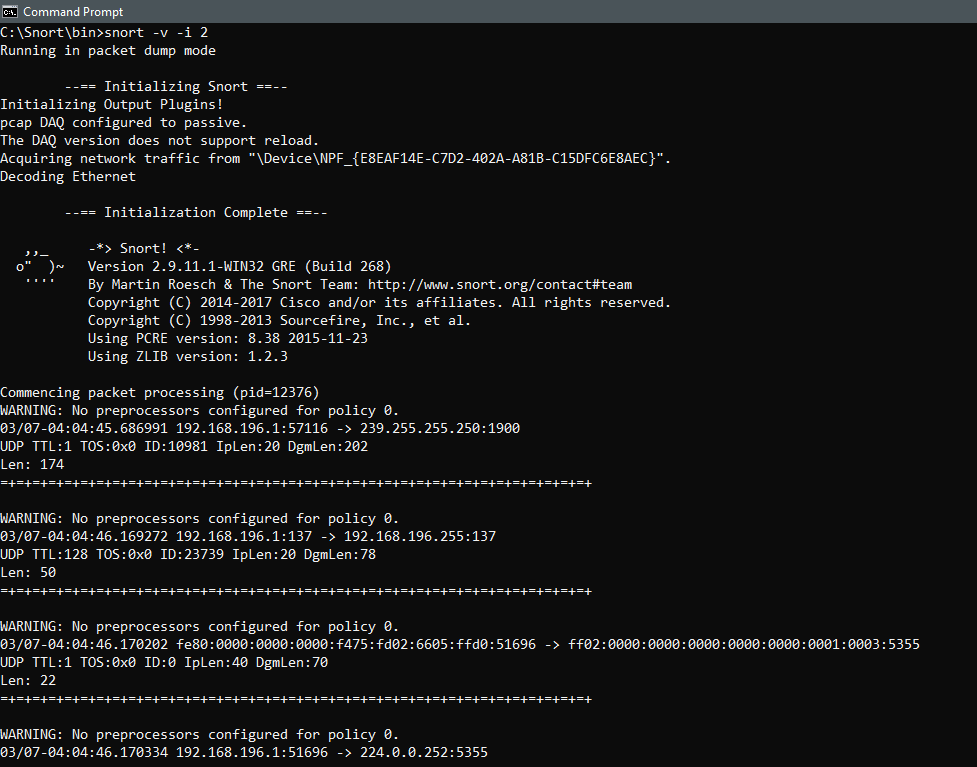 Command Prompt
C:\Snort\bin>snort -v -i 2
Running in packet dump mode
--== Initializing Snort ==--
Initializing Output Plugins!
pcap DAQ configured to passive.
The DAQ version does not support reload.
Acquiring network traffic from "\Device\NPF_{E8EAF14E-C7D2-402A-A81B-C15DFC6E8AEC}".
Decoding Ethernet
--== Initialization Complete ==--
,,_     -*> Snort! <*-
o"  )~   Version 2.9.11.1-WIN32 GRE (Build 268)
''''    By Martin Roesch & The Snort Team: http://www.snort.org/contact#team
Copyright (C) 2014-2017 Cisco and/or its affiliates. All rights reserved.
Copyright (C) 1998-2013 Sourcefire, Inc., et al.
Using PCRE version: 8.38 2015-11-23
Using ZLIB version: 1.2.3
Commencing packet processing (pid=12376)
WARNING: No preprocessors configured for policy 0.
03/07-04:04:45.686991 192.168.196.1:57116 -> 239.255.255.250:1900
UDP TTL:1 TOS:0x0 ID:10981 IpLen:20 DgmLen:202
Len: 174
=+=+=+=+=+=+=+=+=+=+=+=+=+=+=+=+=+=+=+=+=+=+=+=+=+=+=+=+=+=+=+=+=+=+=+=+=+
WARNING: No preprocessors configured for policy 0.
03/07-04:04:46.169272 192.168.196.1:137 -> 192.168.196.255:137
UDP TTL:128 TOS:0x0 ID:23739 IpLen:20 DgmLen:78
Len: 50
=+=+=+=+=+=+=+=+=+=+=+=+=+=+=+=+=+=+=+=+=+=+=+=+=+=+=+=+=+=+=+=+=+=+=+=+=+
WARNING: No preprocessors configured for policy 0.
03/07-04:04:46.170202 fe80:0000:0000:0000:f475:fd02:6605:ffd0:51696 -> ff02:0000:0000:0000:0000:0000:0001:0003:5355
UDP TTL:1 TOS:0x0 ID:0 IpLen:40 DgmLen:70
Len: 22
=+=+=+=+=+=+=+=+=+=+=+=+=+=+=+=+=+=+=+=+=+=+=+=+=+=+=+=+=+=+=+=+=+=+=+=+=+
WARNING: No preprocessors configured for policy 0.
03/07-04:04:46.170334 192.168.196.1:51696 -> 224.0.0.252:5355